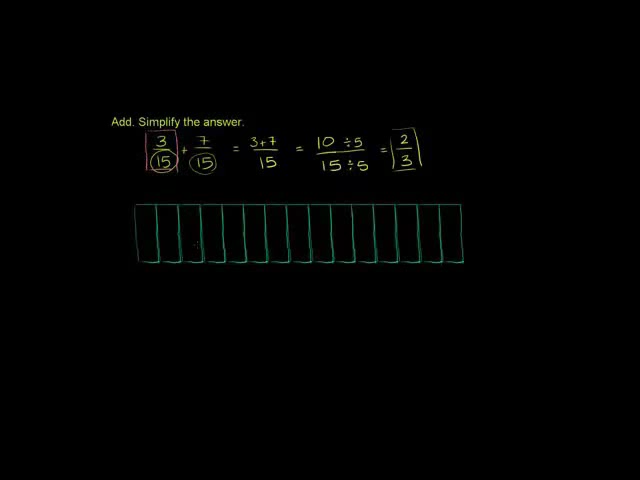 Add. Simplify the answer.
3/15 + 7/15 = 3+7/15 = 10 ÷5/15 ÷5 = 2/3